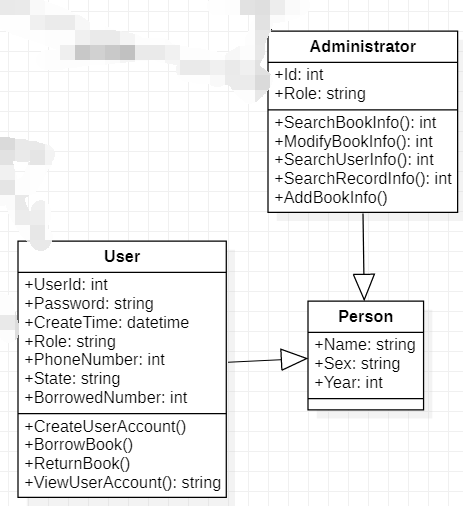 Administrator
+Id: int
+Role: string
+SearchBookInfo(): int
+ModifyBookInfo(): int
+SearchUserInfo(): int
+SearchRecordInfo(): int
+AddBookInfo()
User
+UserId: int
+Password: string
+CreateTime: datetime
+Role: string
+PhoneNumber: int
+State: string
+BorrowedNumber: int
+CreateUserAccount()
+BorrowBook()
+ReturnBook()
+ViewUserAccount(): string
Person
+Name: string
+Sex: string
+Year: int